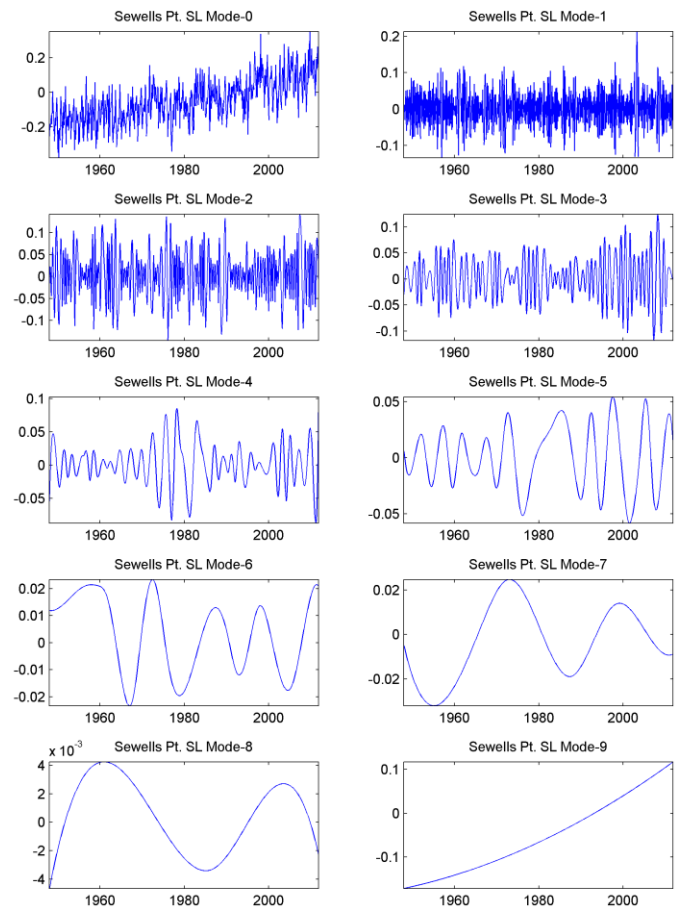 Sewells Pt. SL Mode-0
0.2
0
-0.2
1960 1980 2000
Sewells Pt. SL Mode-1
0.2
0.1
0
-0.1
1960 1980 2000
Sewells Pt. SL Mode-2
0.1
0.05
0
-0.05
-0.1
1960 1980 2000
Sewells Pt. SL Mode-3
0.1
0.05
0
-0.05
-0.1
1960 1980 2000
Sewells Pt. SL Mode-4
0.1
0.05
0
-0.05
1960 1980 2000
Sewells Pt. SL Mode-5
0.05
0
-0.05
1960 1980 2000
Sewells Pt. SL Mode-6
0.02
0.01
0
-0.01
-0.02
1960 1980 2000
Sewells Pt. SL Mode-7
0.02
0
-0.02
1960 1980 2000
Sewells Pt. SL Mode-8
x 10-3
4
2
0
-2
-4
1960 1980 2000
Sewells Pt. SL Mode-9
0.1
0
-0.1
1960 1980 2000